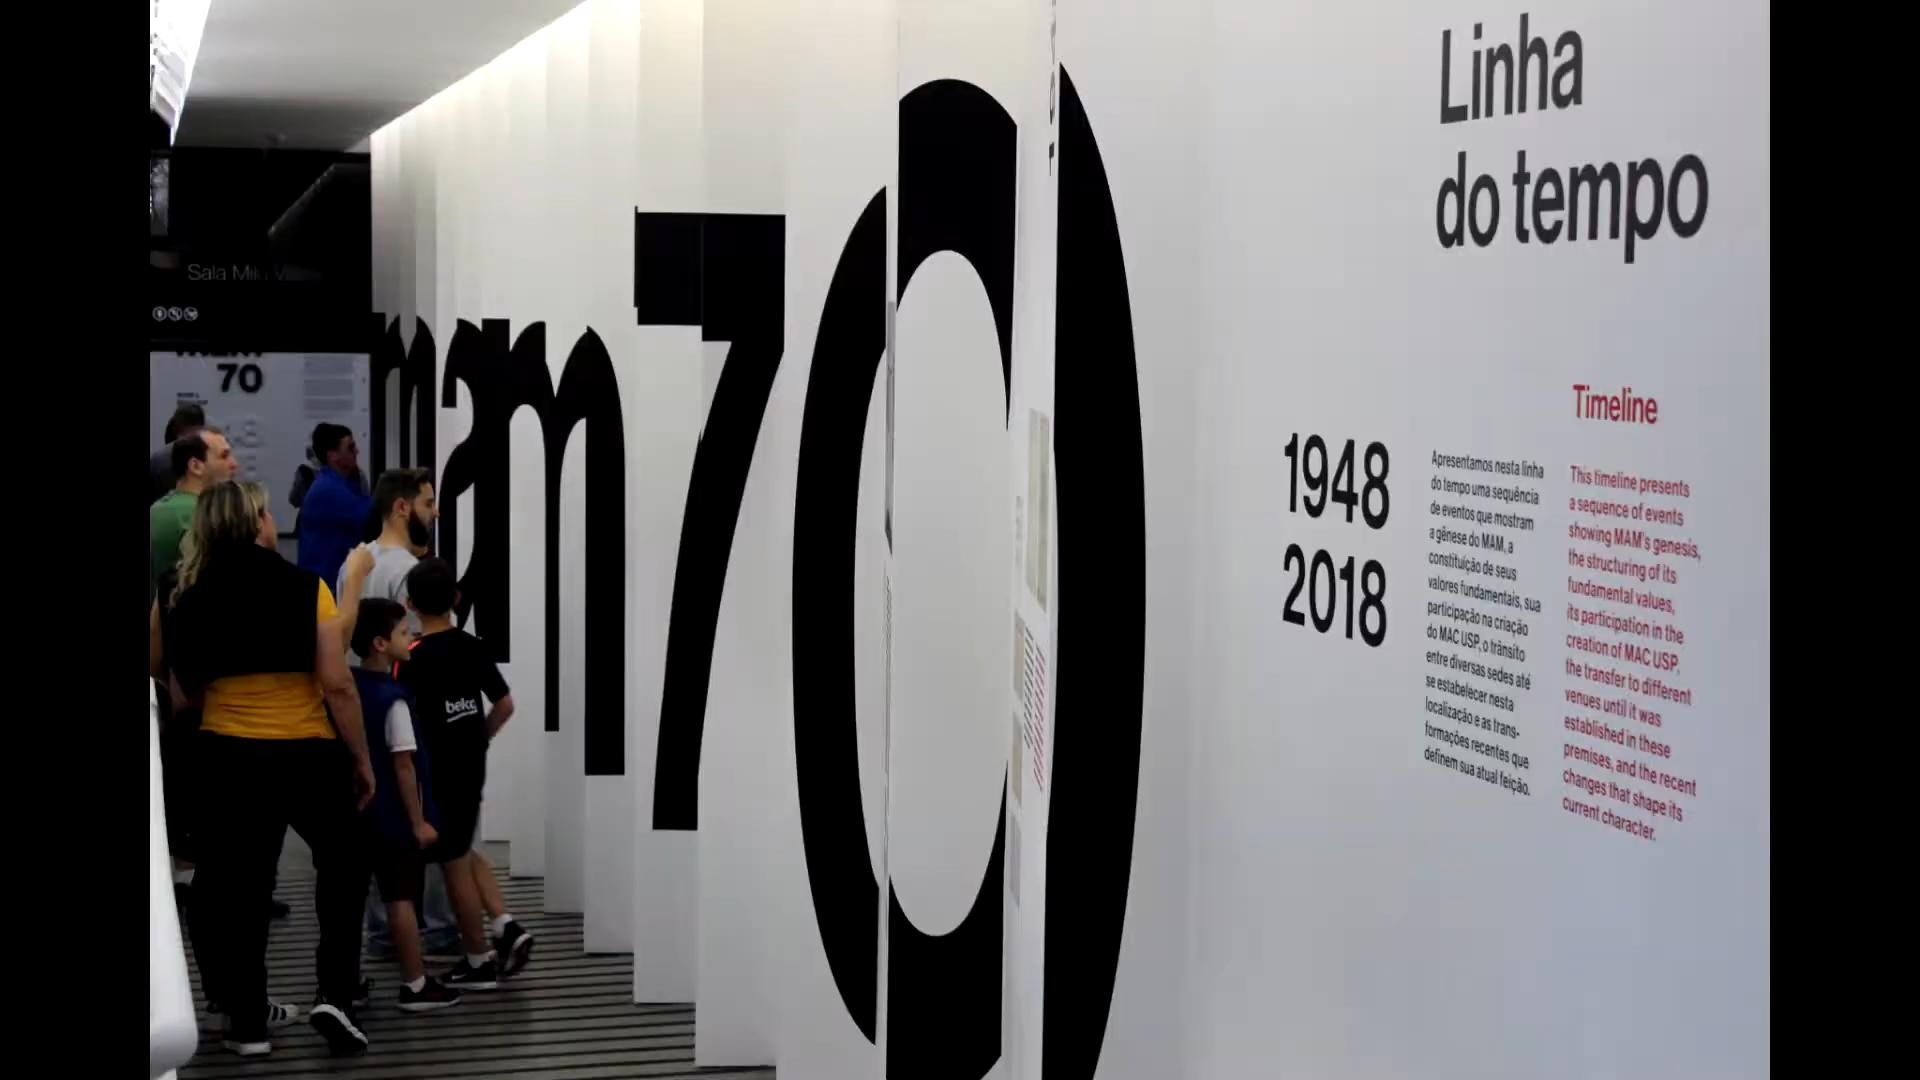 Linha
do tempo
Timeline
1948
2018
Apresentamos nesta linha
do tempo uma sequência
de eventos que mostram
a gênese do MAM, a
constituição de seus
valores fundamentais, sua
participação na criação
do MAC USP, o trânsito
entre diversas sedes até
se estabelecer nesta
localização e as trans-
formações recentes que
definem sua atual feição.
This timeline presents
a sequence of events
showing MAM's genesis,
the structuring of its
fundamental values,
its participation in the
creation of MAC USP,
the transfer to different
venues until it was
established in these
premises, and the recent
changes that shape its
current character.
mam 70
Sala
70
beko